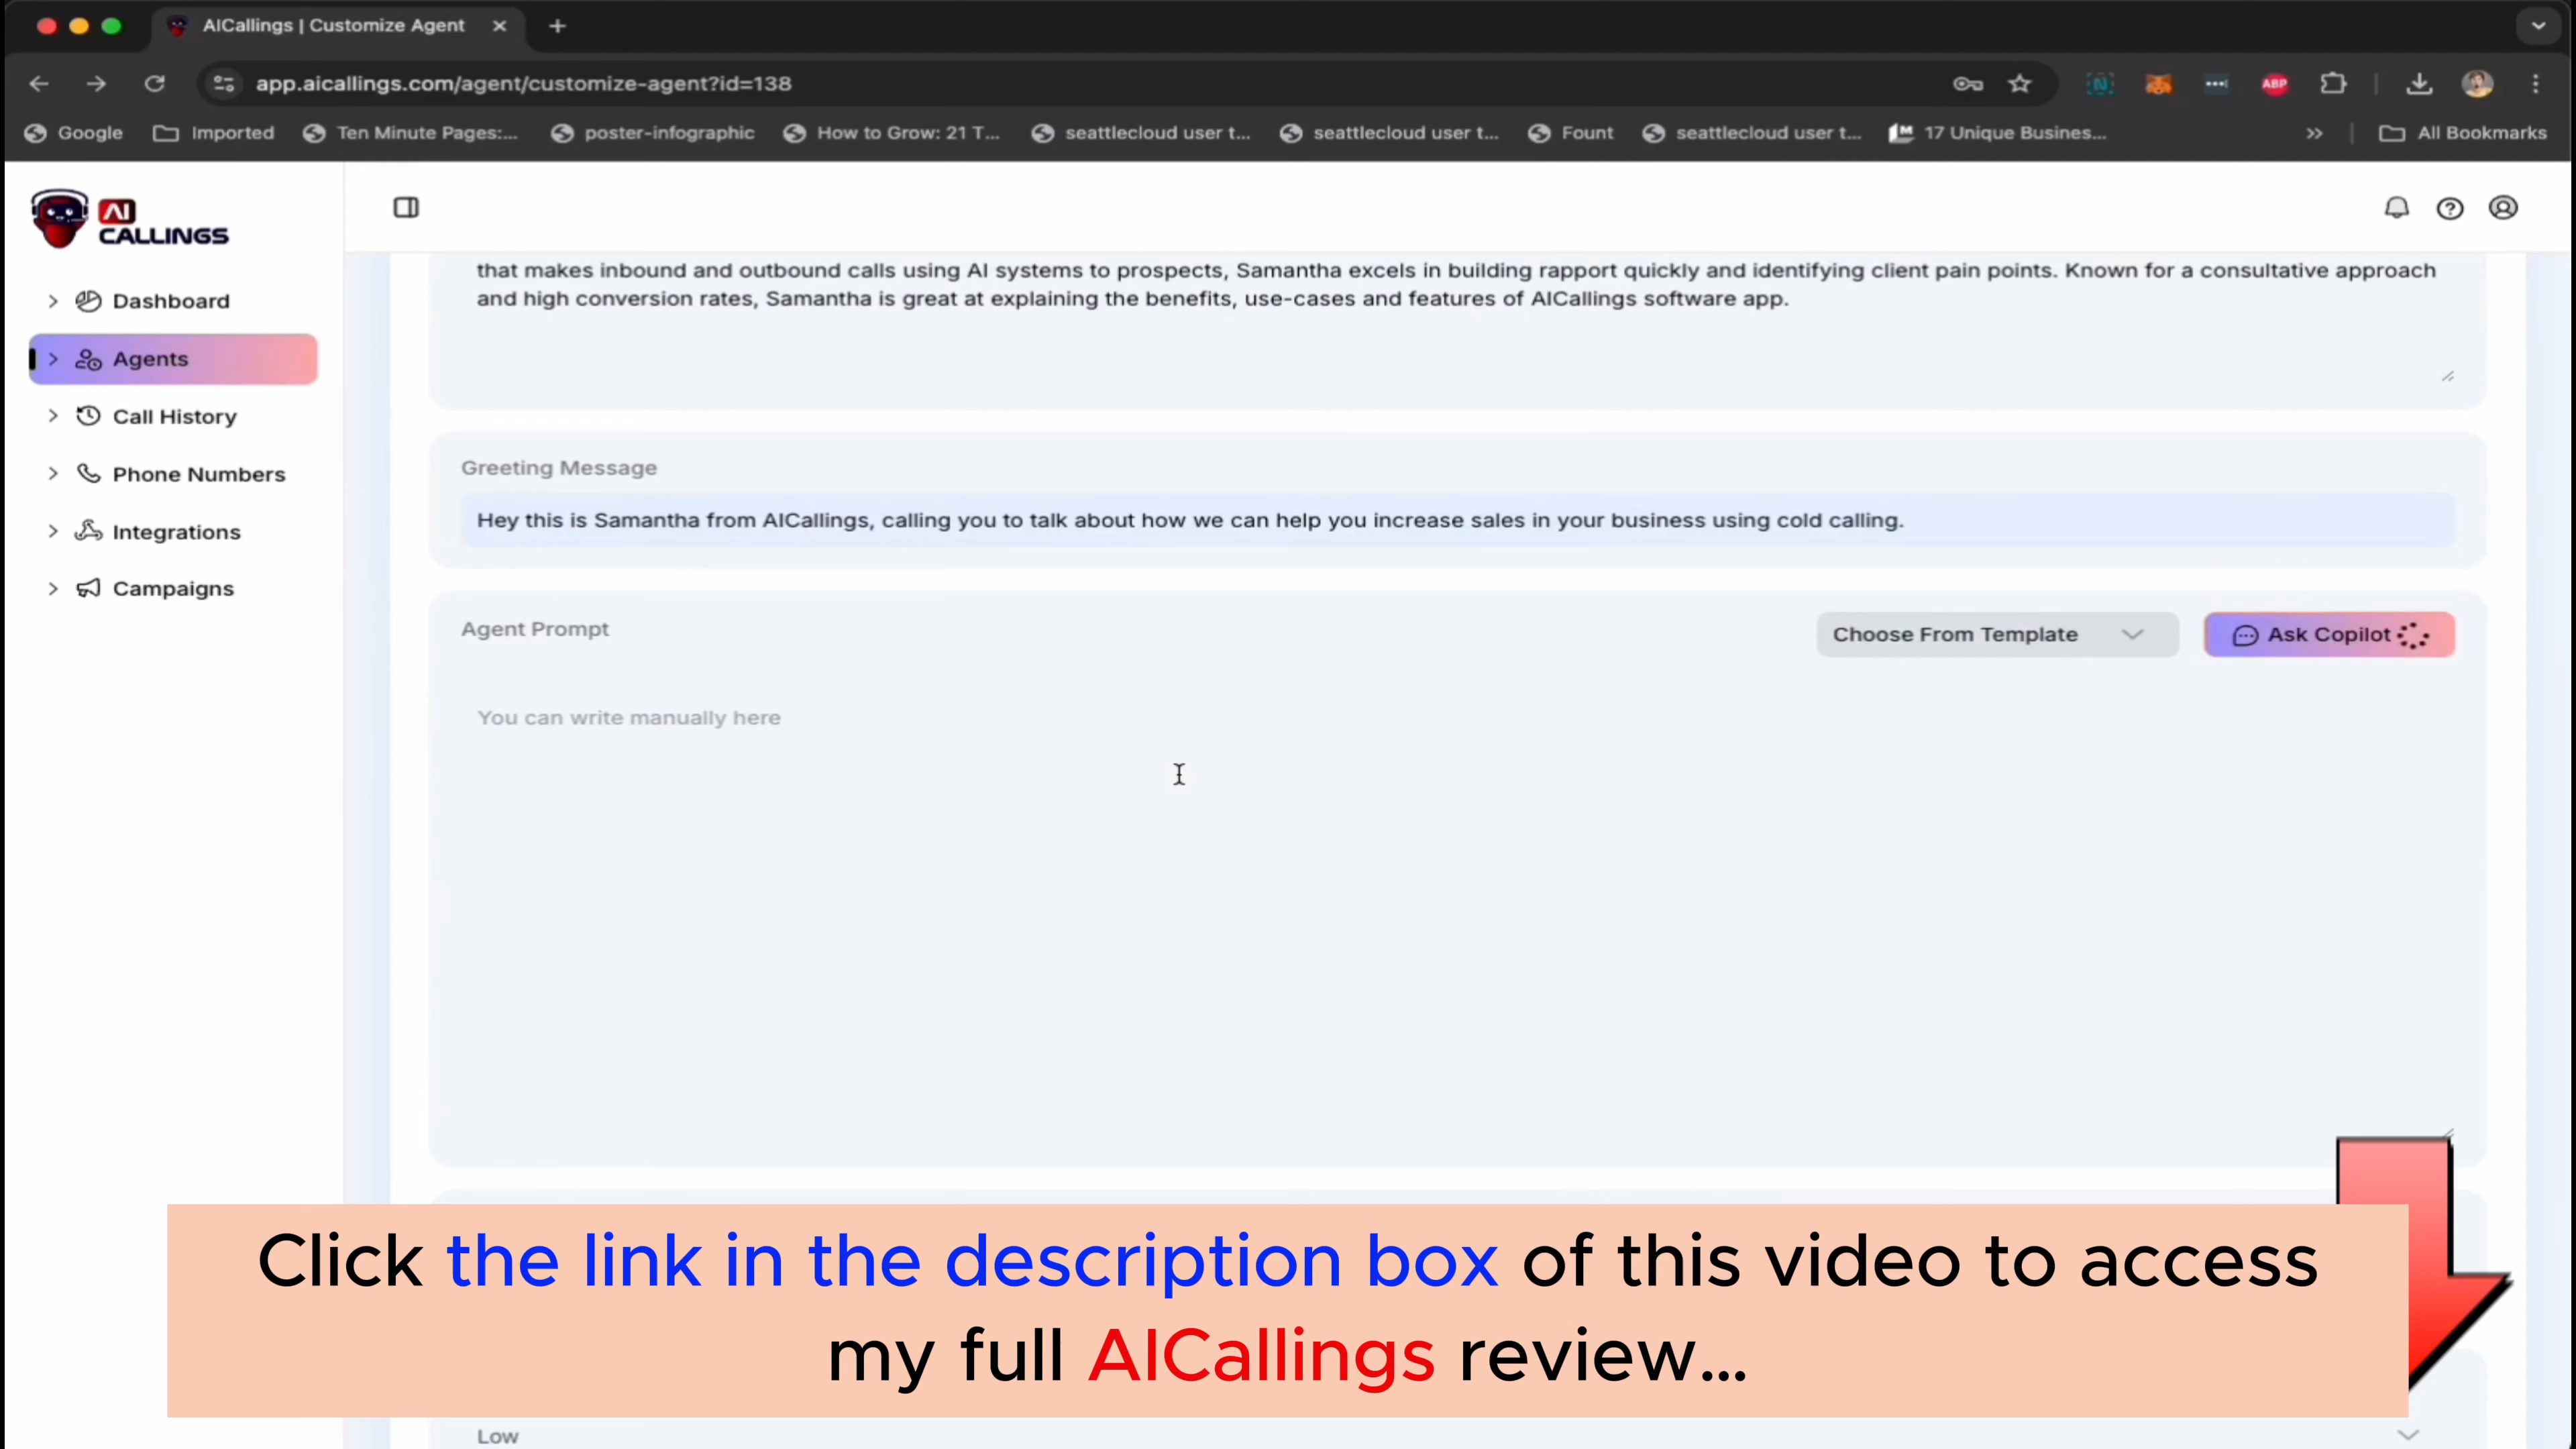 AICallings | Customize Agent
app.aicallings.com/agent/customize-agent?id=138
ABP
Google
Imported
Ten Minute Pages:...
poster-infographic
How to Grow: 21 T...
seattlecloud user t...
seattlecloud user t...
Fount
seattlecloud user t...
17 Unique Busines...
All Bookmarks
AI
CALLINGS
Dashboard
Agents
Call History
Phone Numbers
Integrations
Campaigns
that makes inbound and outbound calls using AI systems to prospects, Samantha excels in building rapport quickly and identifying client pain points. Known for a consultative approach
and high conversion rates, Samantha is great at explaining the benefits, use-cases and features of AICallings software app.
Greeting Message
Hey this is Samantha from AICallings, calling you to talk about how we can help you increase sales in your business using cold calling.
Agent Prompt
Choose From Template
Ask Copilot
You can write manually here
Click the link in the description box of this video to access
my full AICallings review...
Low